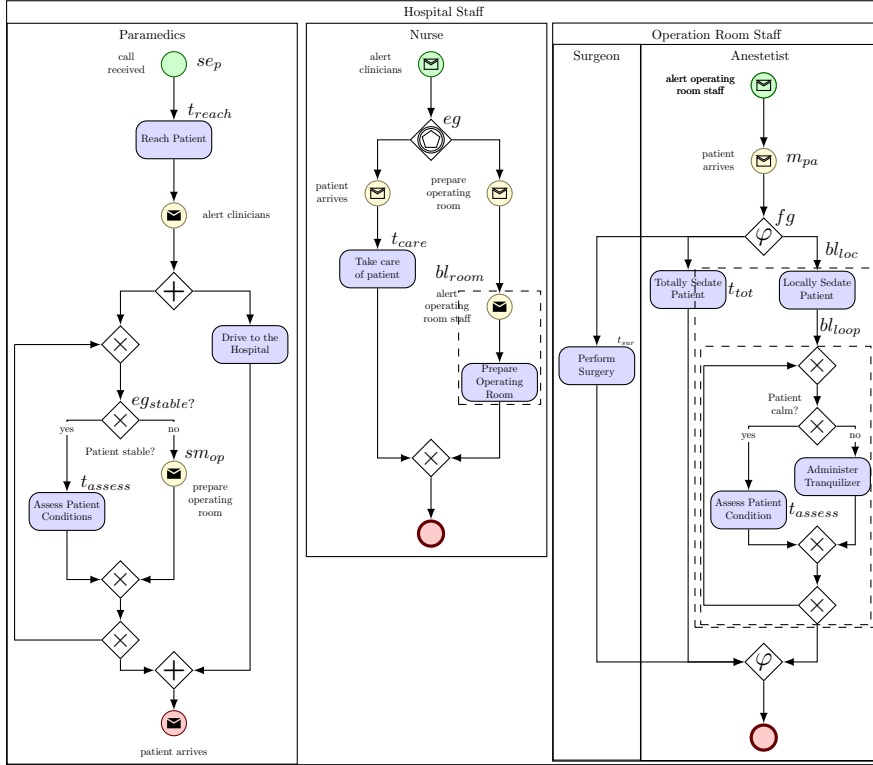 Hospital Staff
Paramedics
call
received
se_p
t_reach
Reach Patient
alert clinicians
Drive to the
Hospital
eg_stable?
yes
no
Patient stable?
sm_op
t_assess
Assess Patient
Conditions
prepare
operating
room
patient arrives
Nurse
alert
clinicians
eg
patient
arrives
prepare
operating
room
t_care
Take care
of patient
bl_room
alert
operating
room staff
Prepare
Operating
Room
Operation Room Staff
Surgeon
t_sur
Perform
Surgery
Anestetist
alert operating
room staff
patient
arrives
m_pa
fg
φ
bl_loc
Totally Sedate
Patient
t_tot
Locally Sedate
Patient
bl_loop
Patient
calm?
yes
no
Administer
Tranquilizer
Assess Patient
Condition
t_assess
φ